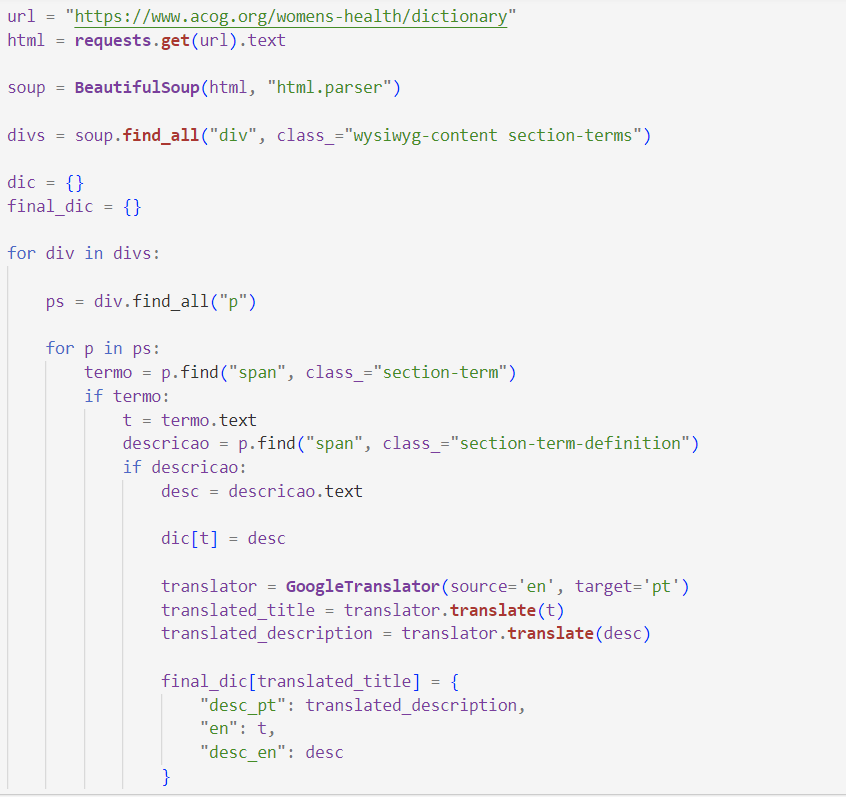 url = "https://www.acog.org/womens-health/dictionary"
html = requests.get(url).text
soup = BeautifulSoup(html, "html.parser")
divs = soup.find_all("div", class_="wysiwyg-content section-terms")
dic = {}
final_dic = {}
for div in divs:
    ps = div.find_all("p")
    for p in ps:
        termo = p.find("span", class_="section-term")
        if termo:
            t = termo.text
            descricao = p.find("span", class_="section-term-definition")
            if descricao:
                desc = descricao.text
                dic[t] = desc
                translator = GoogleTranslator(source='en', target='pt')
                translated_title = translator.translate(t)
                translated_description = translator.translate(desc)
                final_dic[translated_title] = {
                    "desc_pt": translated_description,
                    "en": t,
                    "desc_en": desc
                }